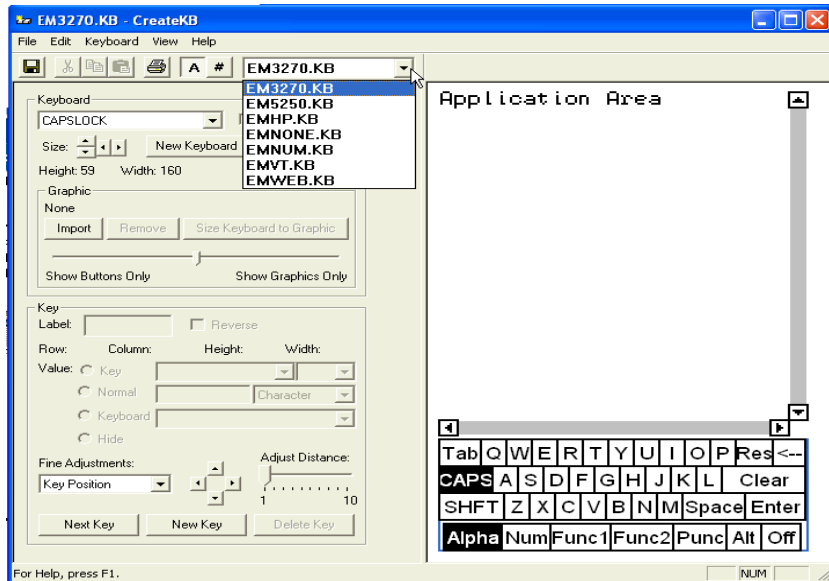 EM3270.KB - CreateKB
File Edit Keyboard View Help
A # EM3270.KB
EM3270.KB
EM5250.KB
EMHP.KB
EMNONE.KB
EMNUM.KB
EMVT.KB
EMWEB.KB
Keyboard
CAPSLOCK
Size: New Keyboard
Height: 59 Width: 160
Graphic
None
Import Remove Size Keyboard to Graphic
Show Buttons Only Show Graphics Only
Key
Label: Reverse
Row: Column: Height: Width:
Value: Key
Normal Character
Keyboard
Hide
Fine Adjustments: Adjust Distance:
Key Position
1 10
Next Key New Key Delete Key
Application Area
Tab Q W E R T Y U I O P Res <--
CAPS A S D F G H J K L Clear
SHFT Z X C V B N M Space Enter
Alpha Num Func1 Func2 Punc Alt Off
For Help, press F1. NUM